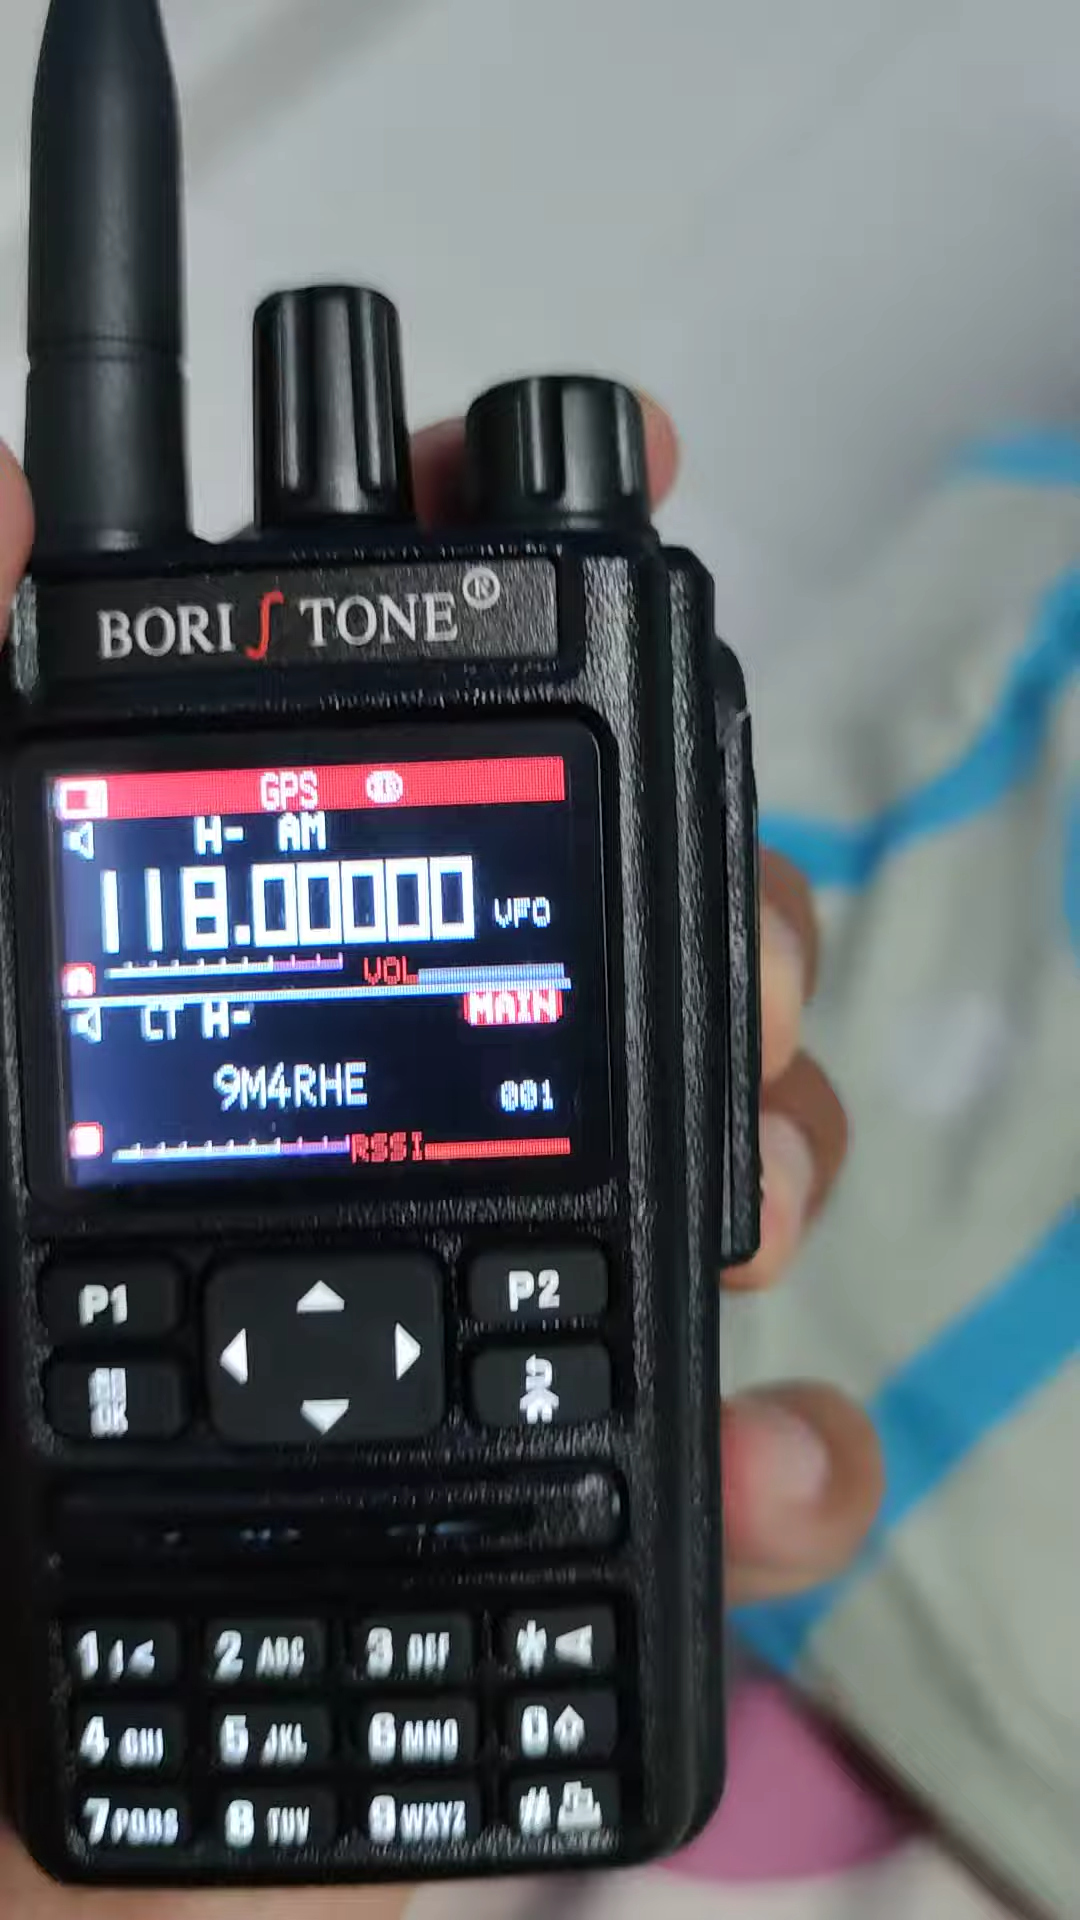 BORI∫TONE®
GPS
H- AM
118.00000 VFO
A VOL
MAIN
CT H-
9M4RHE 001
RSSI
P1 P2
OK
1 2 ABC 3 DEF *
4 GHI 5 JKL 6 MNO 0
7 PQRS 8 TUV 9 WXYZ #